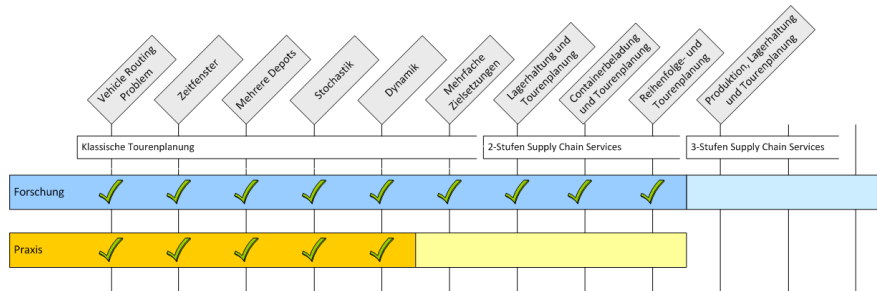 Vehicle Routing
Problem
Zeitfenster
Mehrere Depots
Stochastik
Dynamik
Mehrfache
Zielsetzungen
Lagerhaltung und
Tourenplanung
Containerbeladung
und Tourenplanung
Reihenfolge- und
Tourenplanung
Produktion, Lagerhaltung
und Tourenplanung
Klassische Tourenplanung
2-Stufen Supply Chain Services
3-Stufen Supply Chain Services
Forschung
Praxis